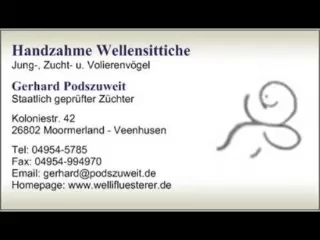 Handzahme Wellensittiche
Jung-, Zucht- u. Volierenvögel
Gerhard Podszuweit
Staatlich geprüfter Züchter
Koloniestr. 42
26802 Moormerland - Veenhusen
Tel: 04954-5785
Fax: 04954-994970
Email: gerhard@podszuweit.de
Homepage: www.wellifluesterer.de